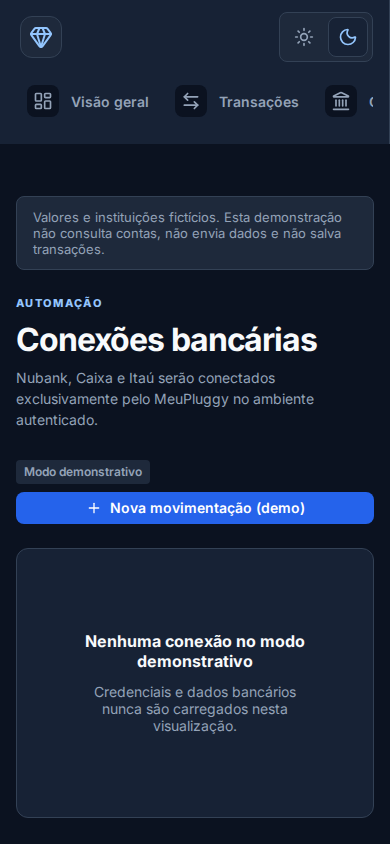 Visão geral
Transações
Valores e instituições fictícios. Esta demonstração
não consulta contas, não envia dados e não salva
transações.
AUTOMAÇÃO
Conexões bancárias
Nubank, Caixa e Itaú serão conectados
exclusivamente pelo MeuPluggy no ambiente
autenticado.
Modo demonstrativo
Nova movimentação (demo)
Nenhuma conexão no modo
demonstrativo
Credenciais e dados bancários
nunca são carregados nesta
visualização.